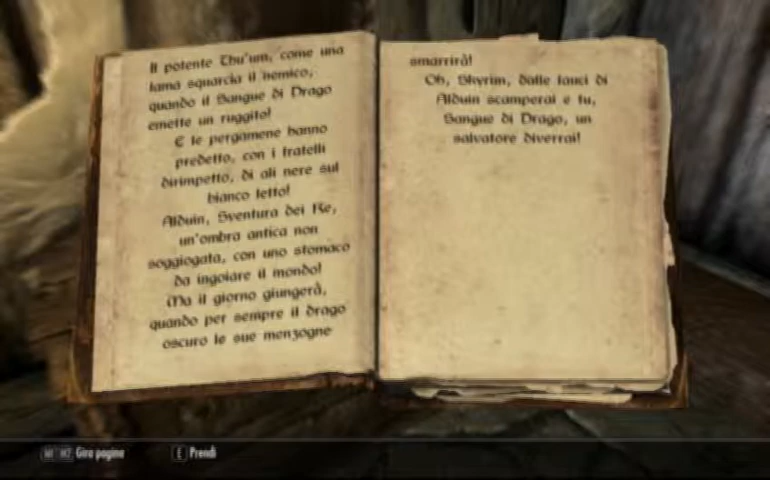 Il potente Thu'um, come una
lama squarcia il nemico,
quando il Sangue di Drago
emette un ruggito!
E le pergamene hanno
predetto, con i fratelli
dirimpetto, di ali nere sul
bianco letto!
Alduin, Sventura dei Re,
un'ombra antica non
soggiogata, con uno stomaco
da ingoiare il mondo!
Ma il giorno giungerà,
quando per sempre il drago
oscuro le sue menzogne
smarrirà!
Oh, Skyrim, dalle fauci di
Alduin scamperai e tu,
Sangue di Drago, un
salvatore diverrai!
Gira pagina
E Prendi